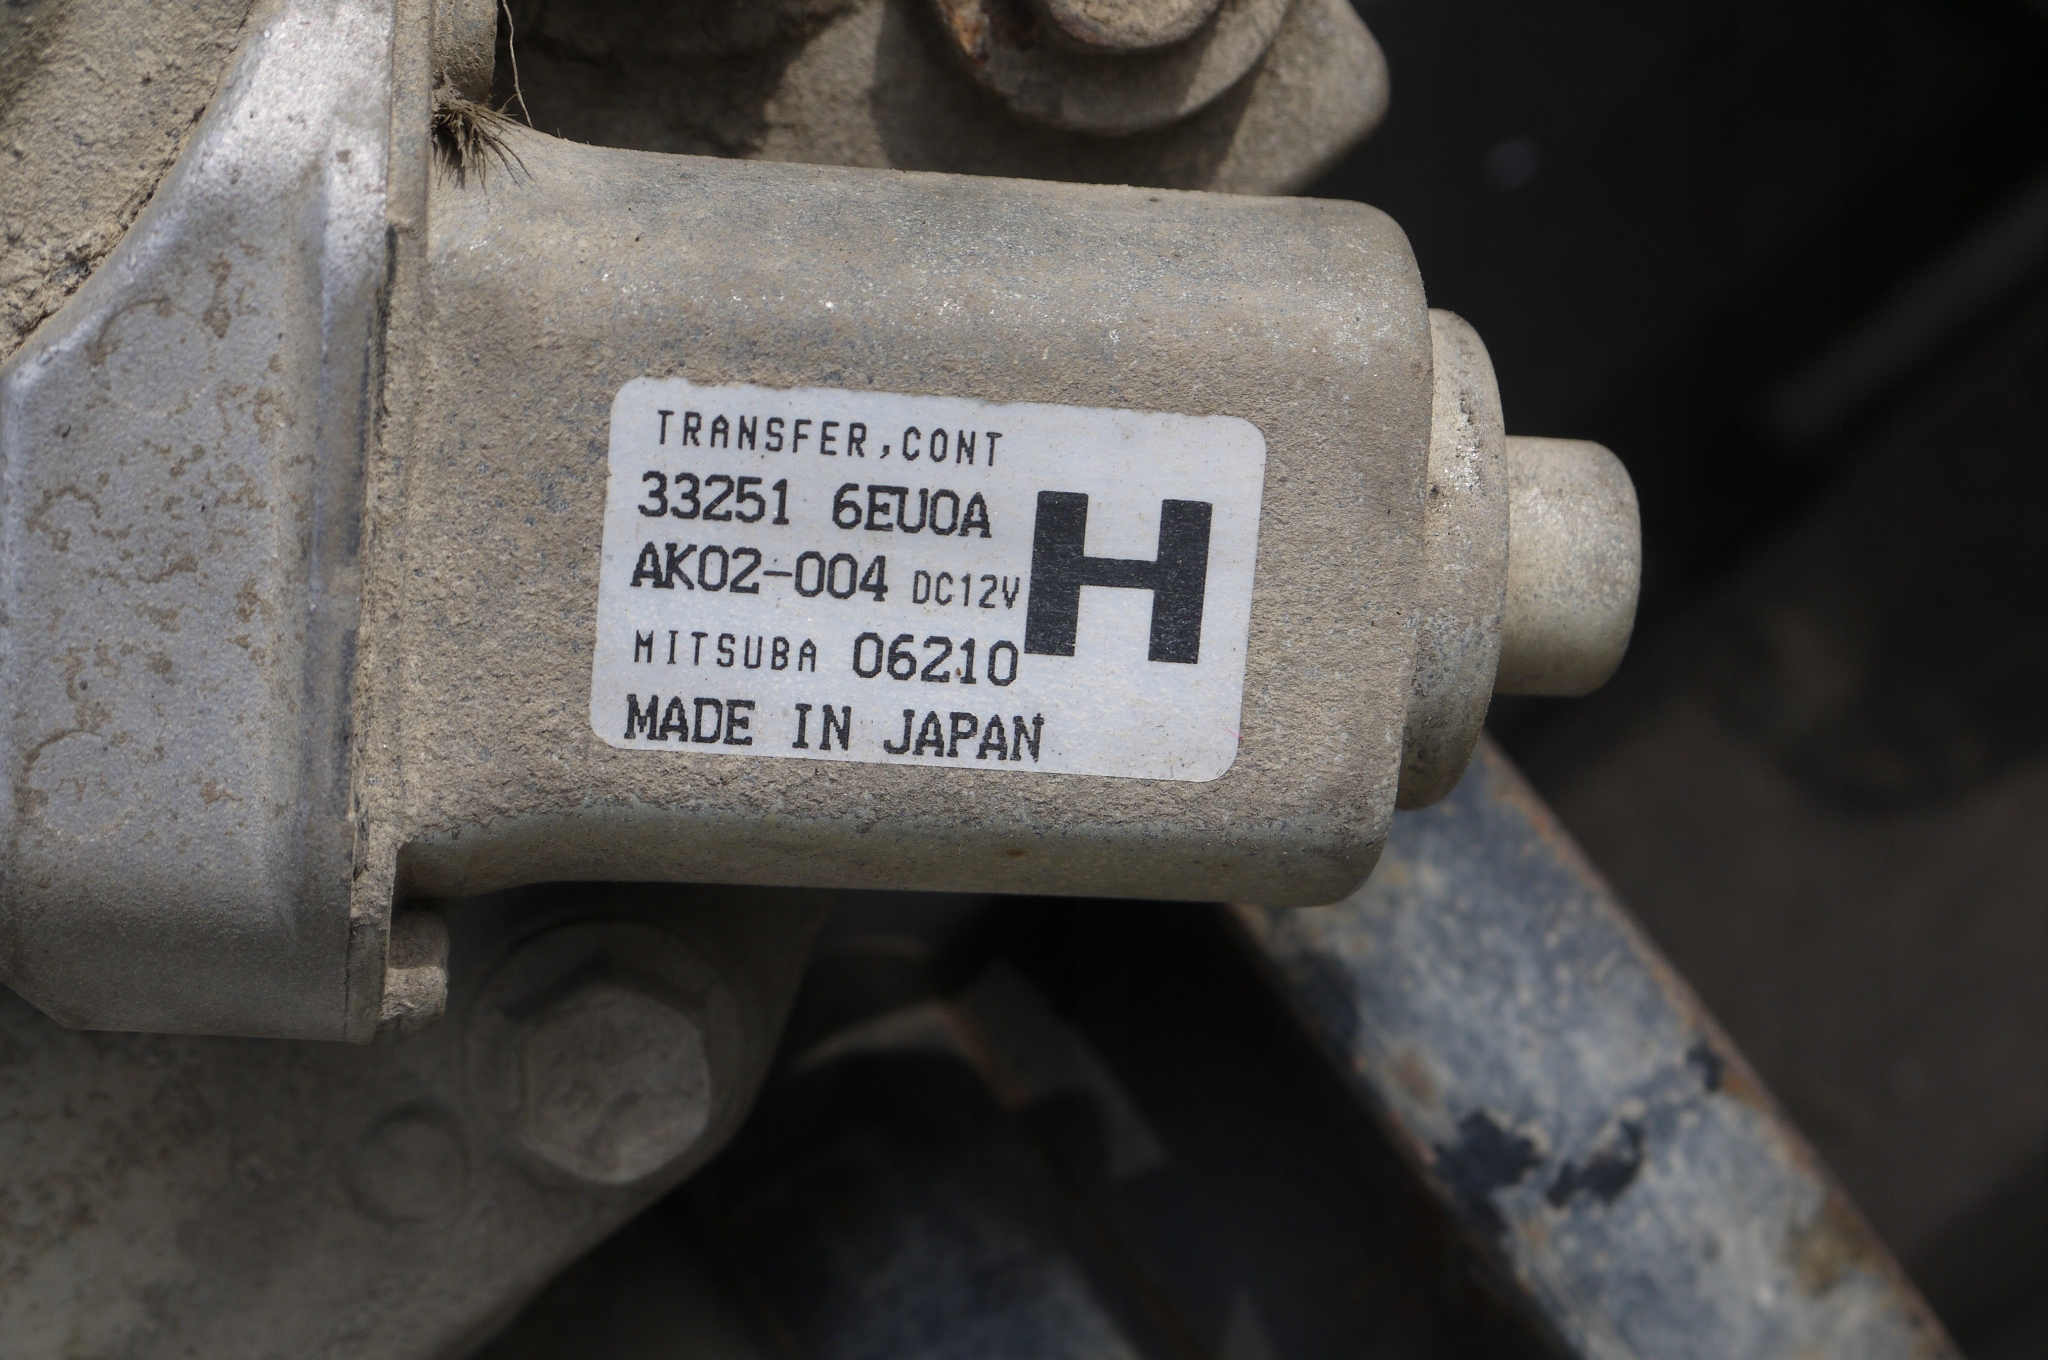 TRANSFER,CONT
33251 6EU0A
AK02-004 DC12V
H
MITSUBA 06210
MADE IN JAPAN